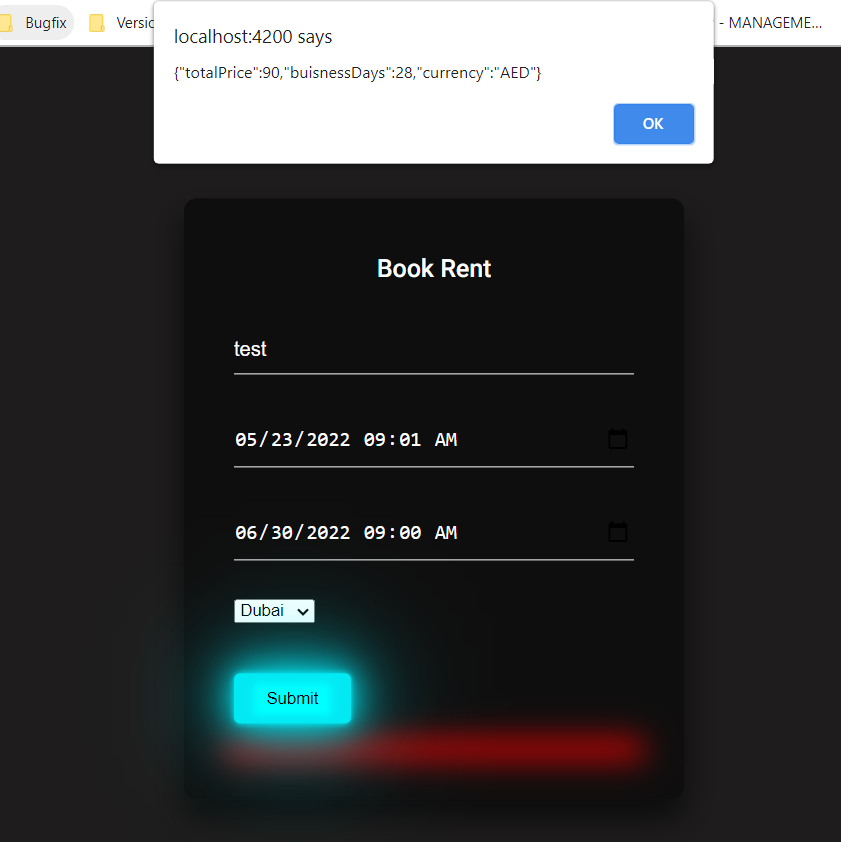 Bugfix
Versio
- MANAGEME...
localhost:4200 says
{"totalPrice":90,"buisnessDays":28,"currency":"AED"}
OK
Book Rent
test
05/23/2022 09:01 AM
06/30/2022 09:00 AM
Dubai
Submit